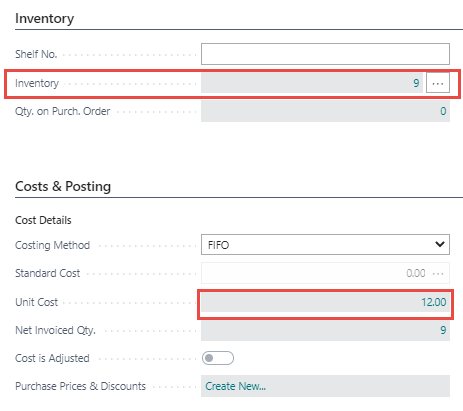 Inventory
Shelf No.
Inventory 9 ...
Qty. on Purch. Order 0
Costs & Posting
Cost Details
Costing Method FIFO
Standard Cost 0.00 ...
Unit Cost 12.00
Net Invoiced Qty. 9
Cost is Adjusted
Purchase Prices & Discounts Create New...